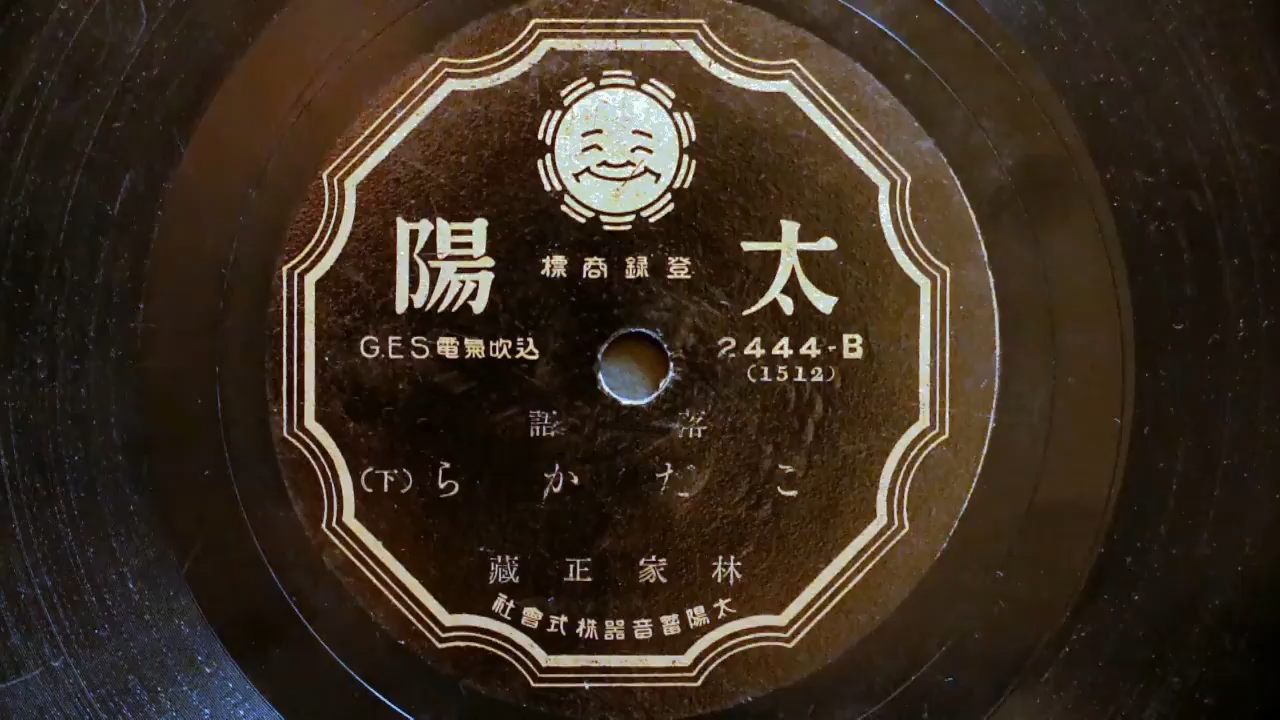 太陽
登録商標
G.E.S電氣吹込
2444-B
(1512)
落語
こだから(下)
林家正藏
太陽蓄音器株式會社